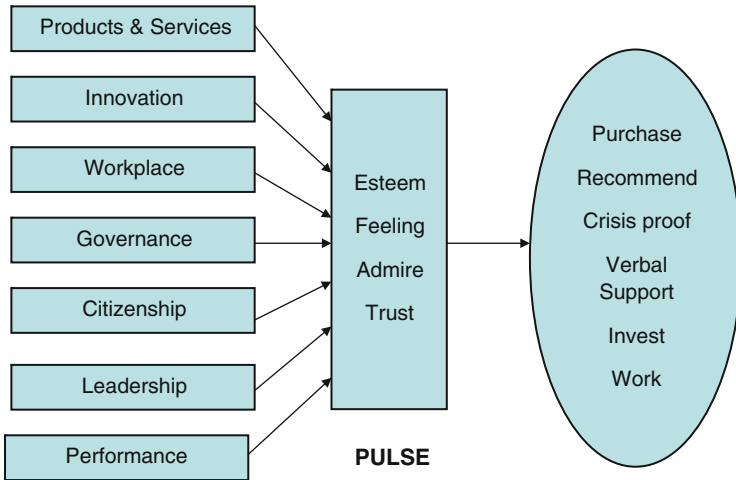 Products & Services
Innovation
Workplace
Governance
Citizenship
Leadership
Performance
Esteem
Feeling
Admire
Trust
PULSE
Purchase
Recommend
Crisis proof
Verbal
Support
Invest
Work